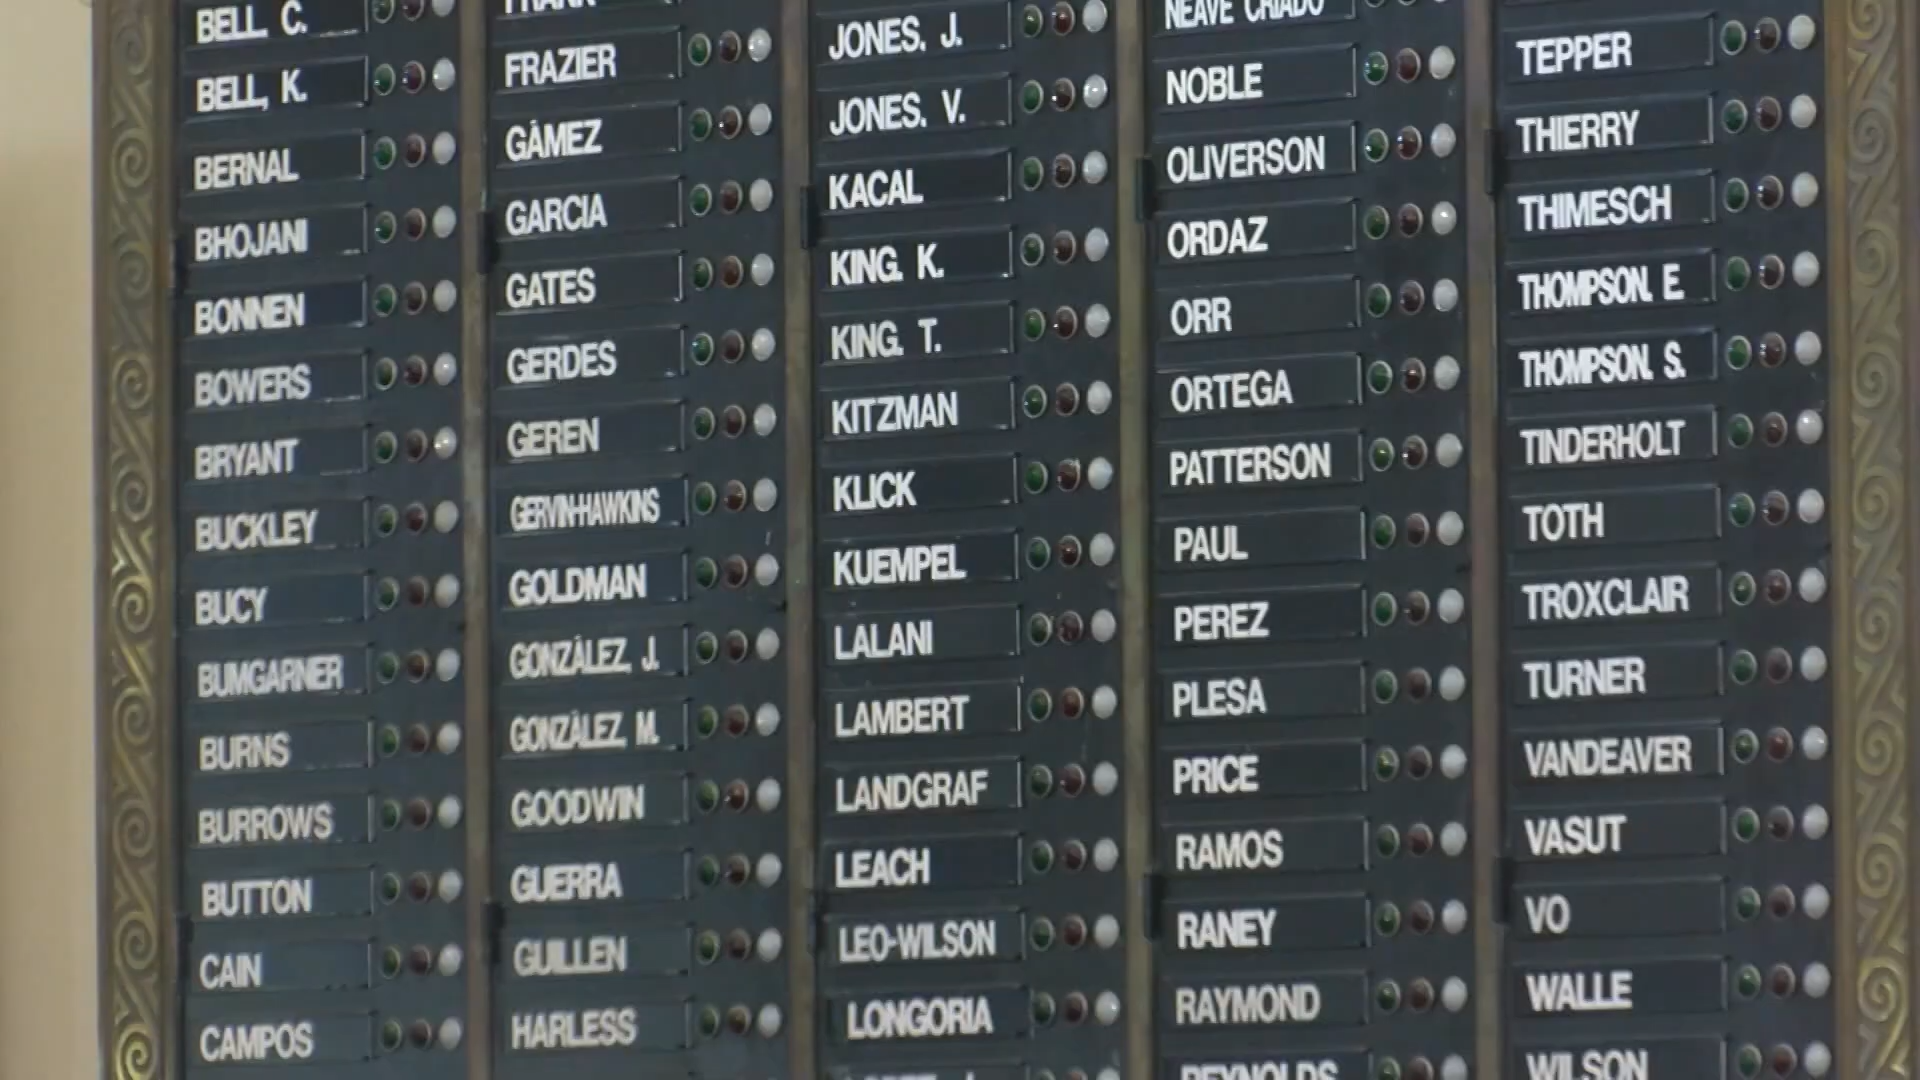 BELL, C.
BELL, K.
BERNAL
BHOJANI
BONNEN
BOWERS
BRYANT
BUCKLEY
BUCY
BUMGARNER
BURNS
BURROWS
BUTTON
CAIN
CAMPOS
FRANK
FRAZIER
GÁMEZ
GARCIA
GATES
GERDES
GEREN
GERVIN-HAWKINS
GOLDMAN
GONZÁLEZ, J.
GONZÁLEZ, M.
GOODWIN
GUERRA
GUILLEN
HARLESS
JONES, J.
JONES, V.
KACAL
KING, K.
KING, T.
KITZMAN
KLICK
KUEMPEL
LALANI
LAMBERT
LANDGRAF
LEACH
LEO-WILSON
LONGORIA
NEAVE CRIADO
NOBLE
OLIVERSON
ORDAZ
ORR
ORTEGA
PATTERSON
PAUL
PEREZ
PLESA
PRICE
RAMOS
RANEY
RAYMOND
REYNOLDS
TEPPER
THIERRY
THIMESCH
THOMPSON, E.
THOMPSON, S.
TINDERHOLT
TOTH
TROXCLAIR
TURNER
VANDEAVER
VASUT
VO
WALLE
WILSON